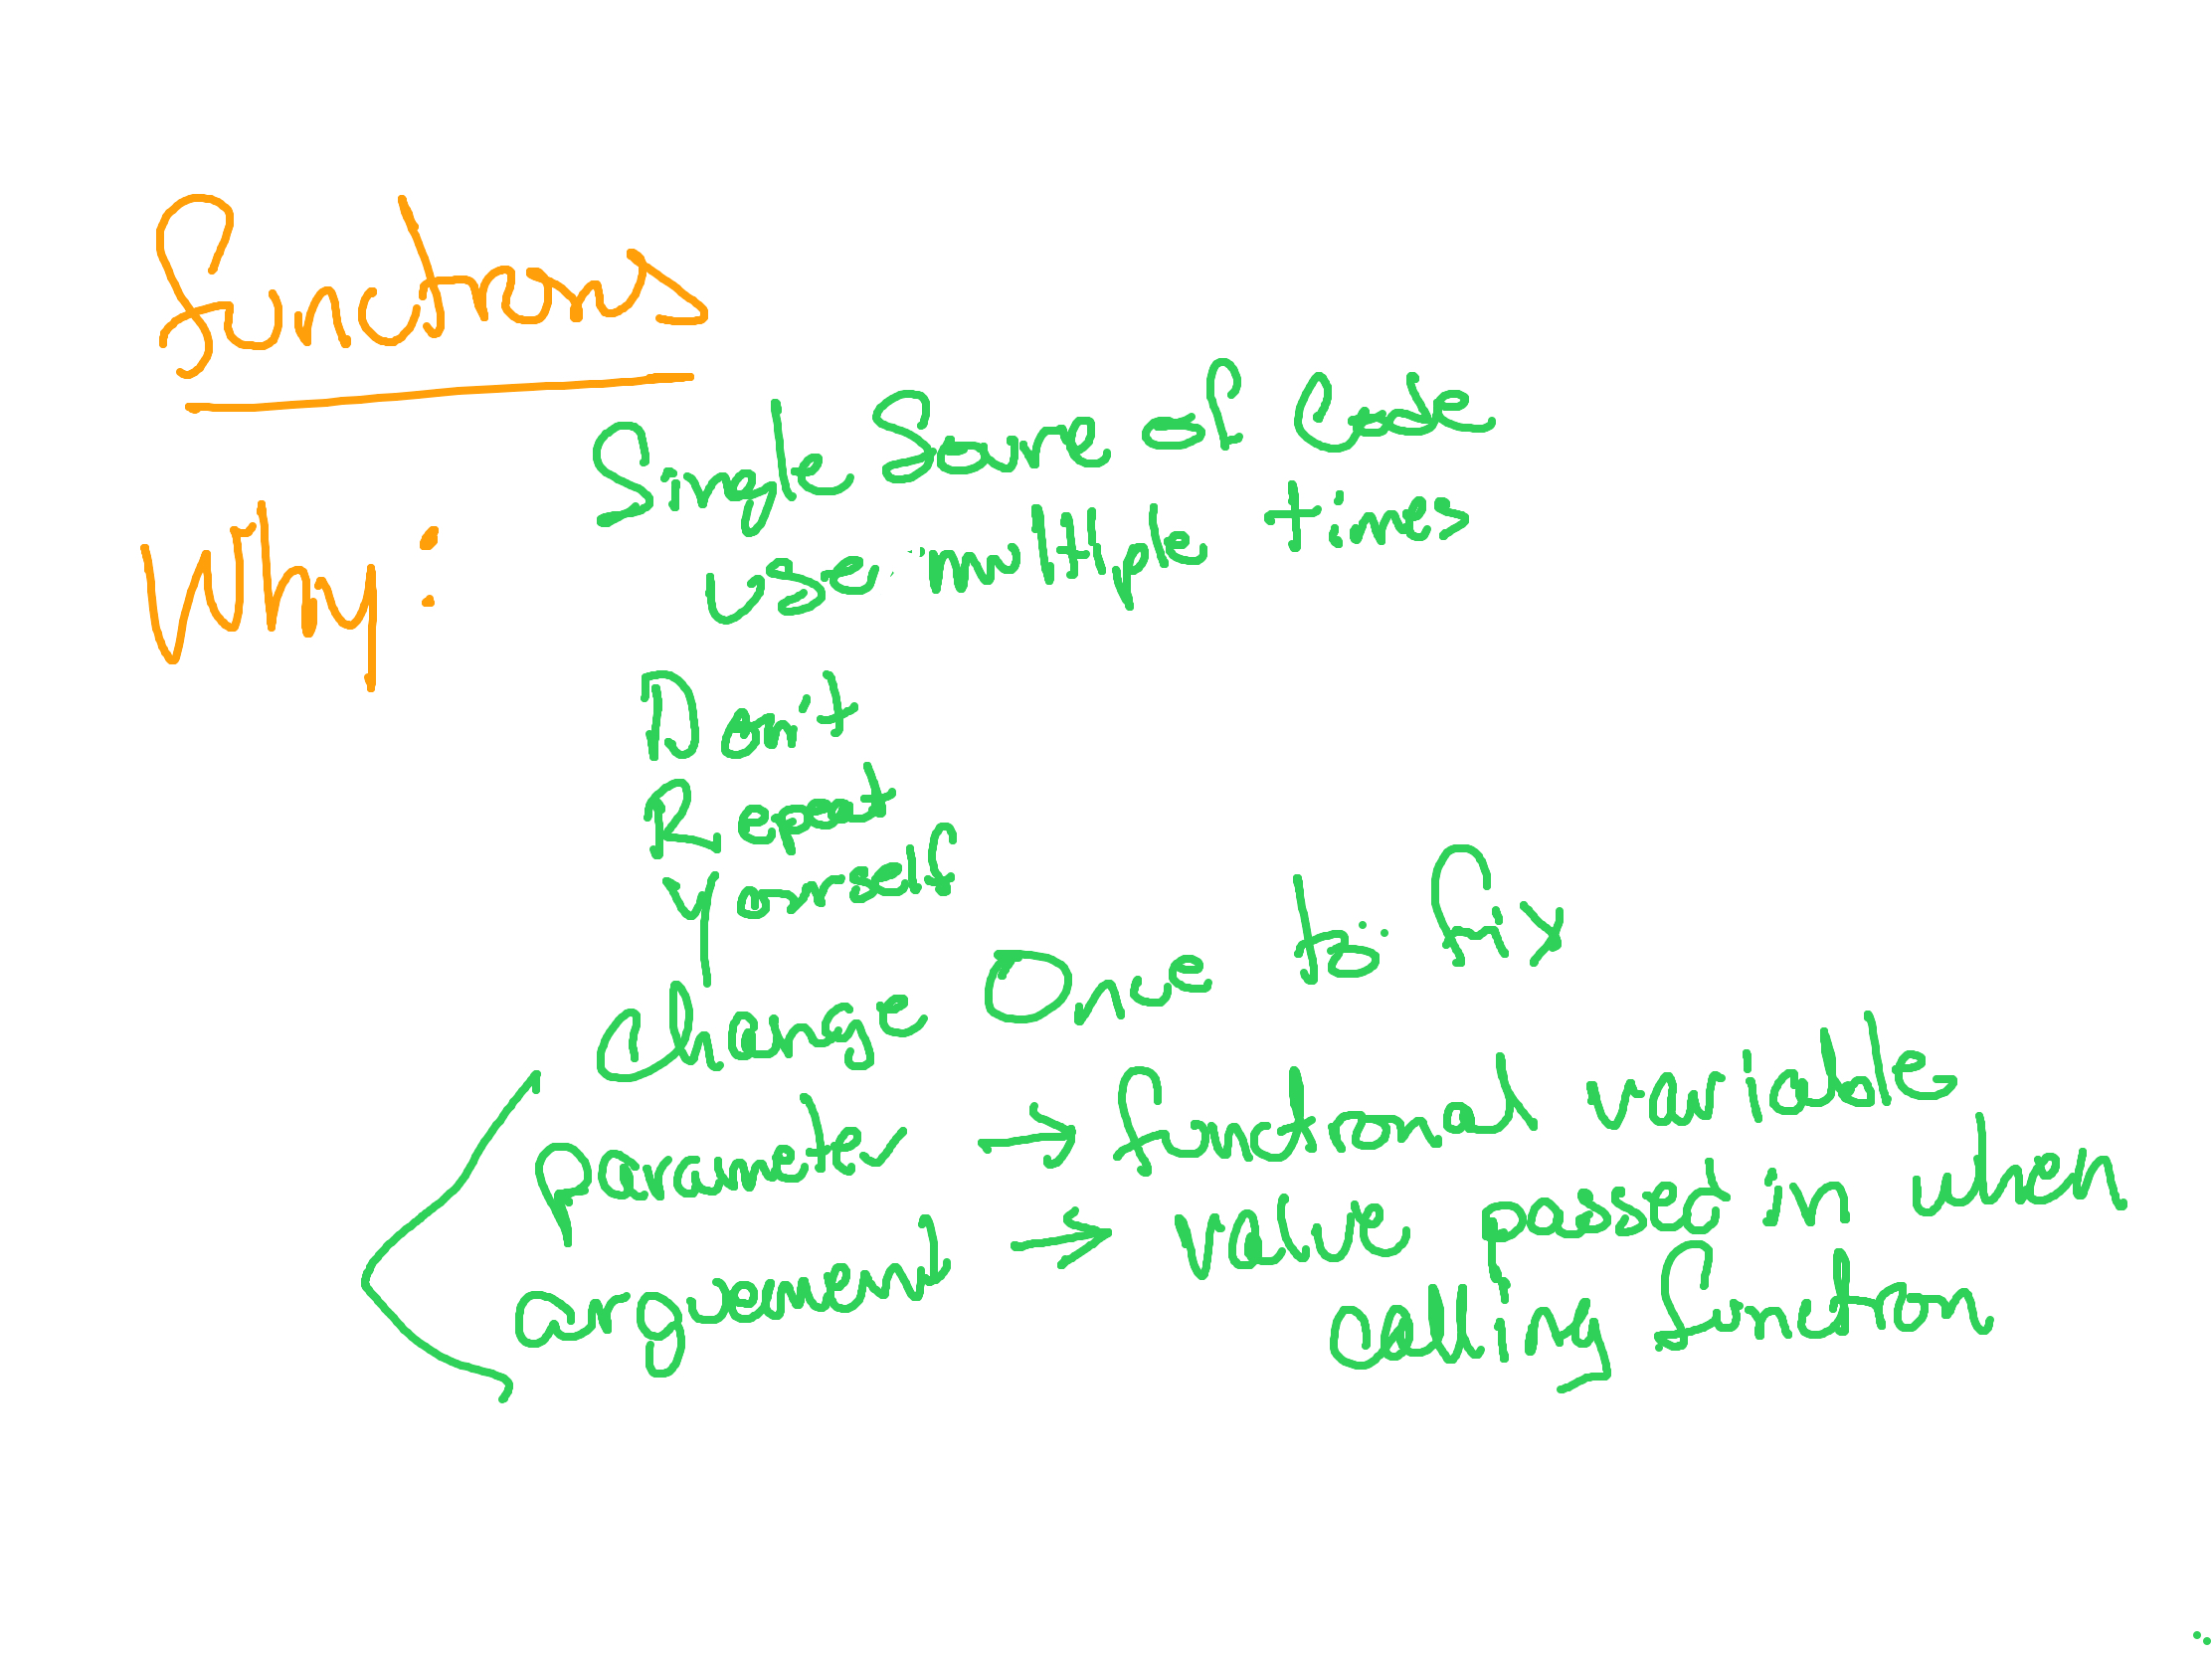 Functions
Why :
Single Source of Code
use multiple times
Don't
Repeat
Yourself
Change Once to fix
Parameter → functional variable
arguement → value passed in when
calling function